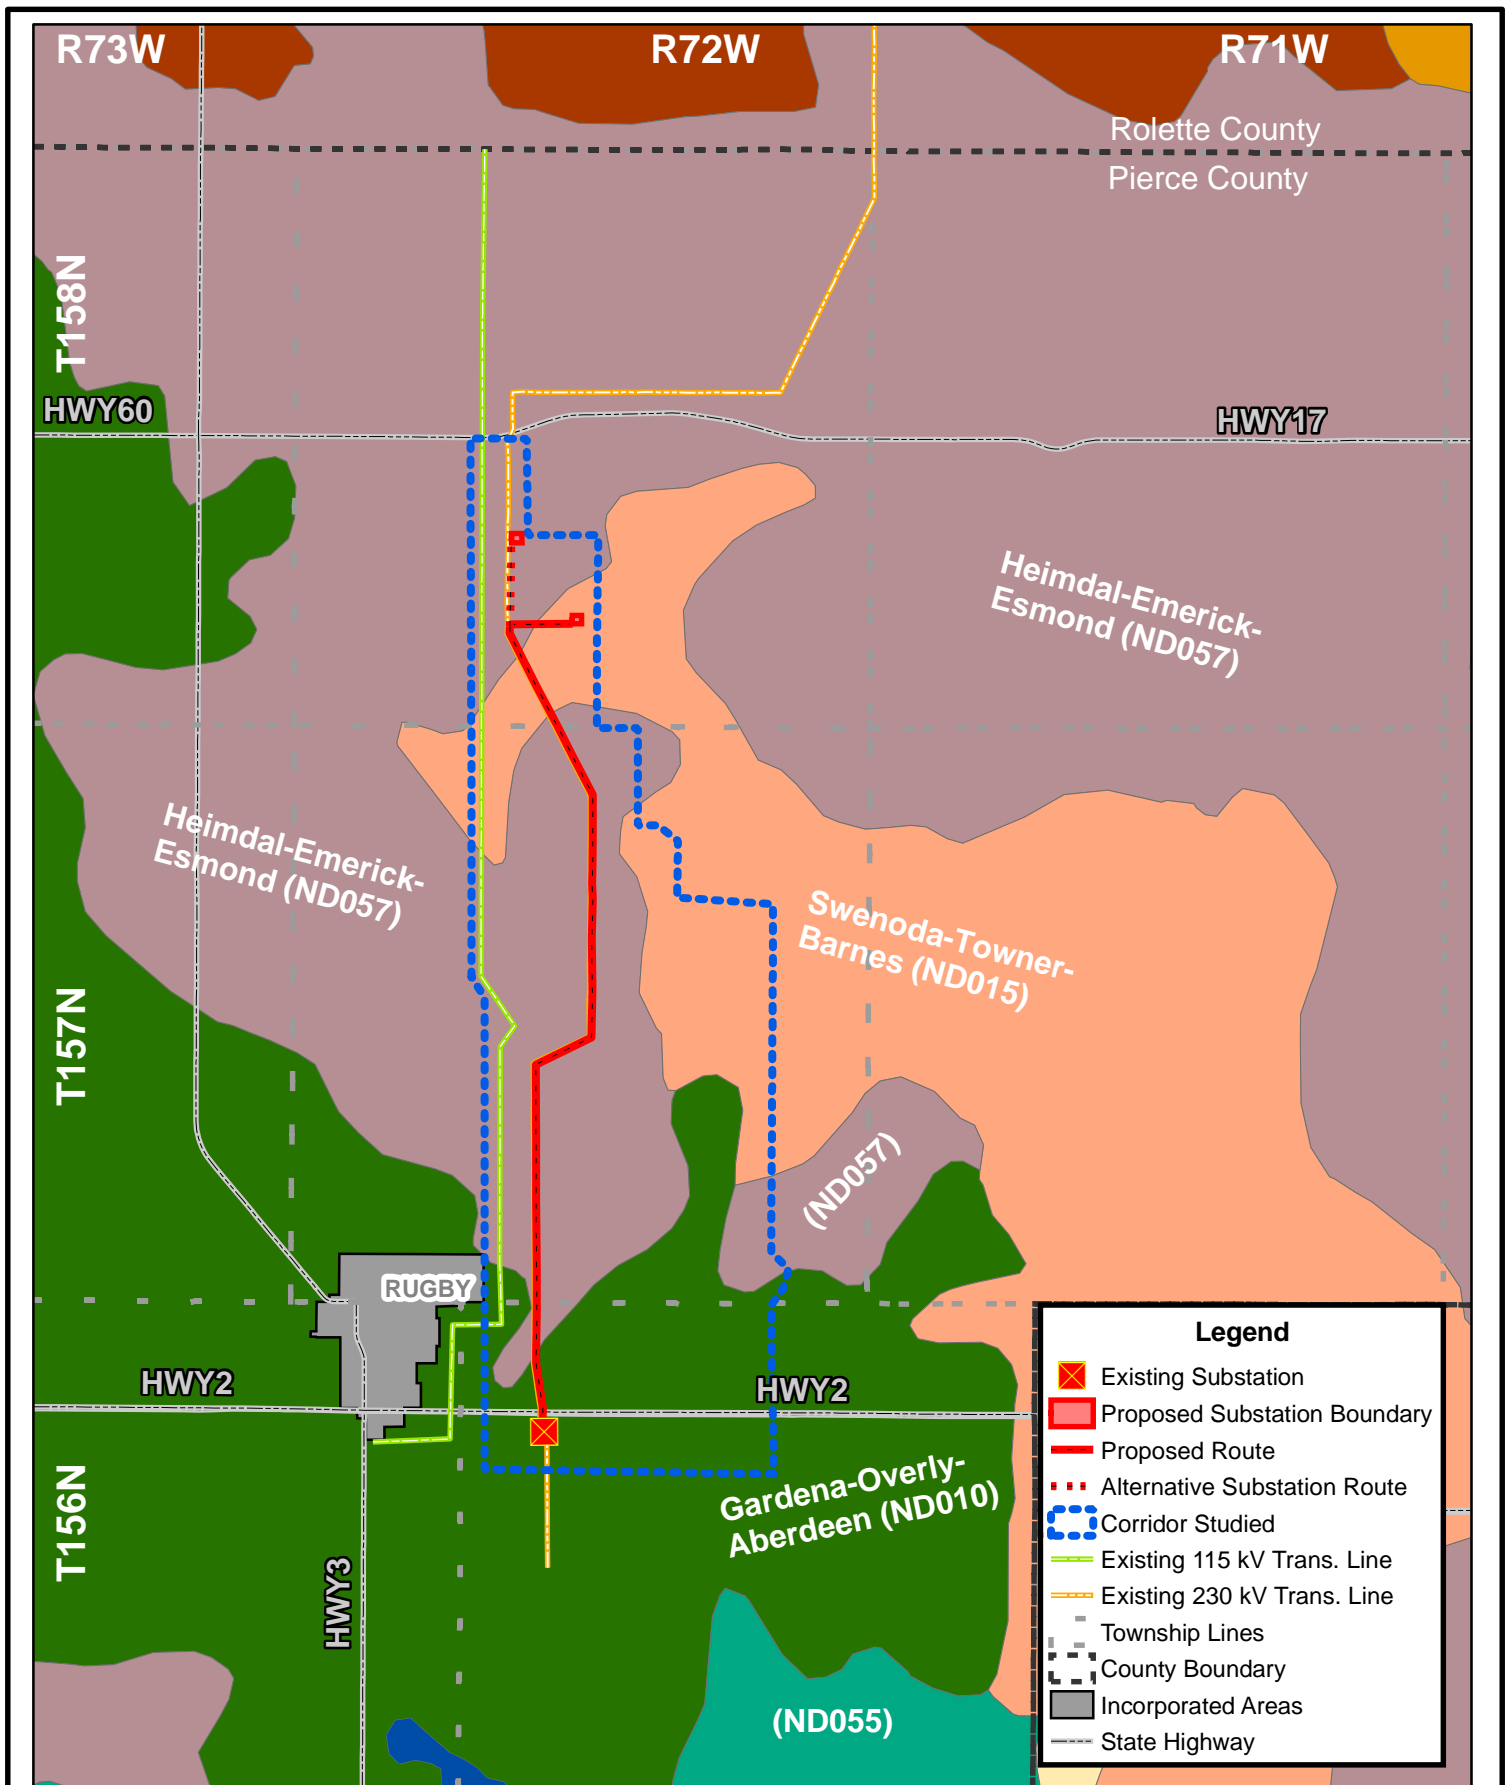 R73W
R72W
R71W
Rolette County
Pierce County
T158N
HWY60
HWY17
Heimdal-Emerick-
Esmond (ND057)
Heimdal-Emerick-
Esmond (ND057)
Swenoda-Towner-
Barnes (ND015)
T157N
(ND057)
RUGBY
HWY2
HWY2
Gardena-Overly-
Aberdeen (ND010)
T156N
HWY3
(ND055)
Legend
Existing Substation
Proposed Substation Boundary
Proposed Route
Alternative Substation Route
Corridor Studied
Existing 115 kV Trans. Line
Existing 230 kV Trans. Line
Township Lines
County Boundary
Incorporated Areas
State Highway